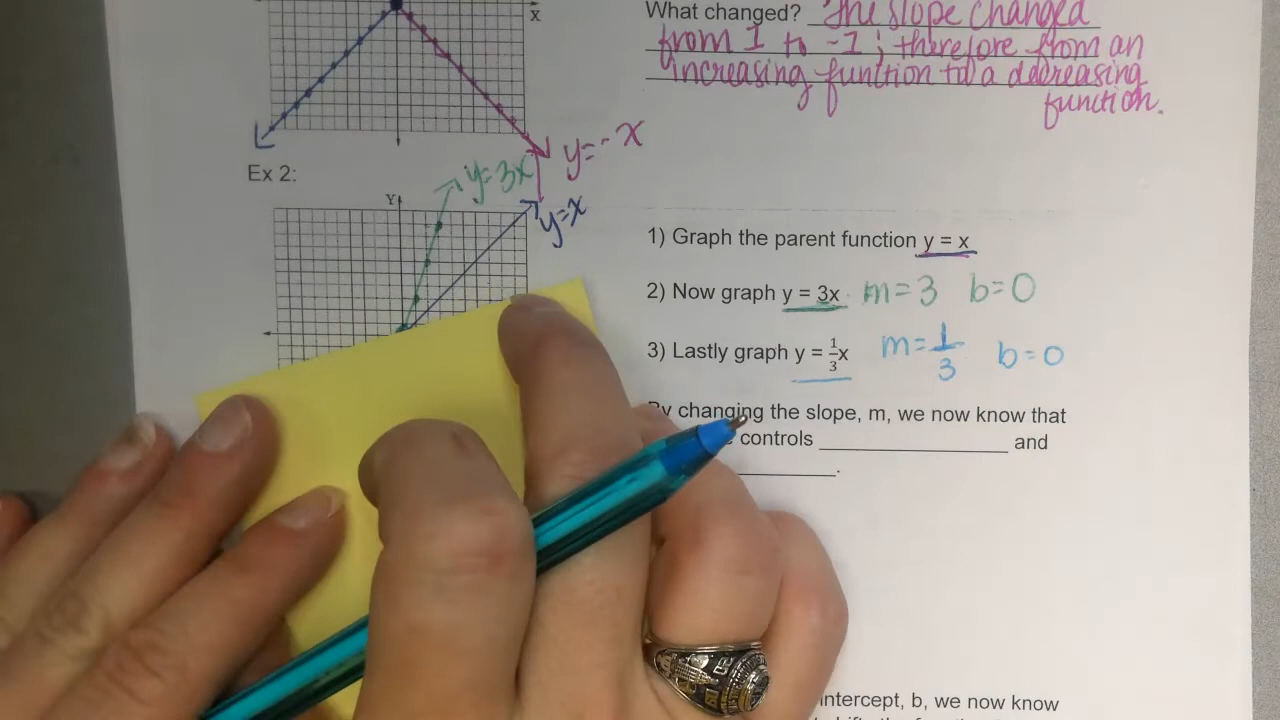 X
What changed? The slope changed
from 1 to -1; therefore from an
increasing function to a decreasing
function.
y=-x
Ex 2:
y=3x
Y
y=x
1) Graph the parent function y = x
2) Now graph y = 3x m=3 b=0
3) Lastly graph y = 1/3x m=1/3 b=0
By changing the slope, m, we now know that
controls ____________ and
____________.
intercept, b, we now know